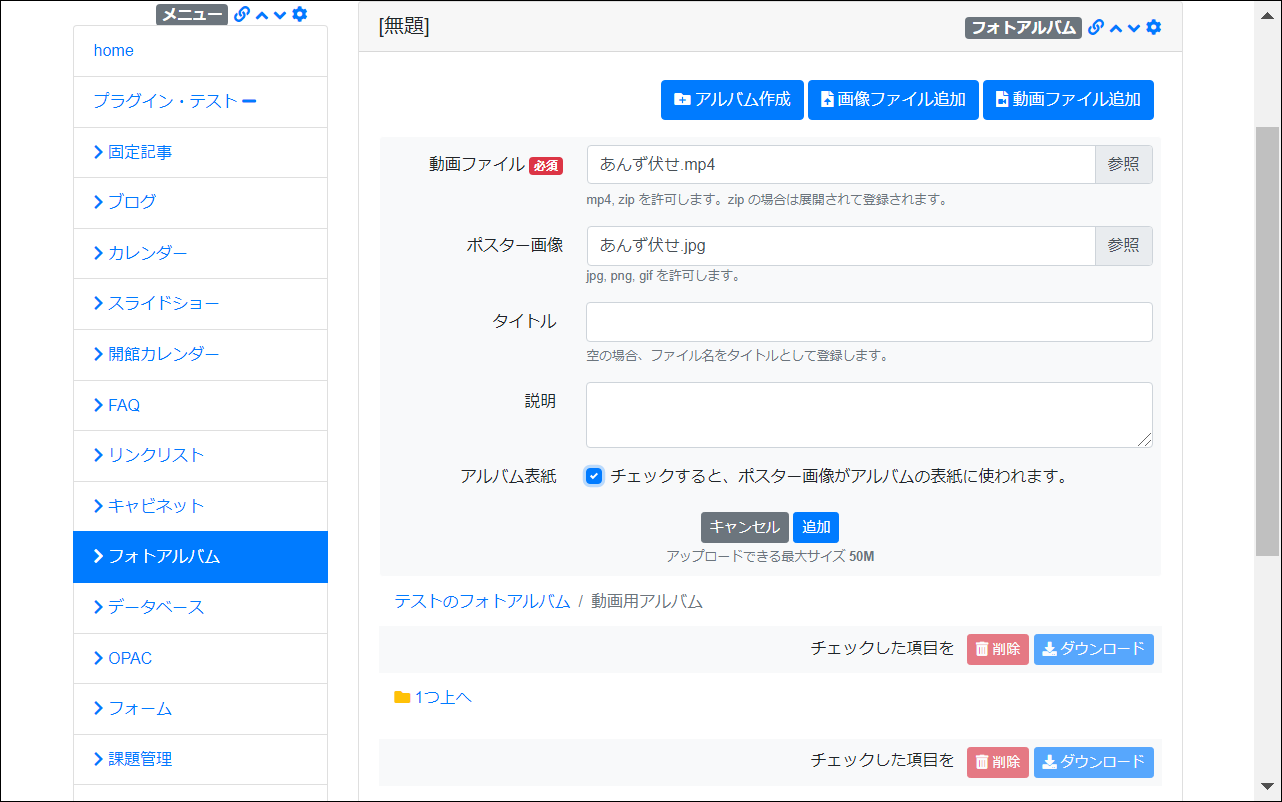 メニュー
home
プラグイン・テスト
固定記事
ブログ
カレンダー
スライドショー
開館カレンダー
FAQ
リンクリスト
キャビネット
フォトアルバム
データベース
OPAC
フォーム
課題管理
[無題]
フォトアルバム
アルバム作成 画像ファイル追加 動画ファイル追加
動画ファイル 必須 あんず伏せ.mp4 参照
mp4, zip を許可します。zip の場合は展開されて登録されます。
ポスター画像 あんず伏せ.jpg 参照
jpg, png, gif を許可します。
タイトル
空の場合、ファイル名をタイトルとして登録します。
説明
アルバム表紙 チェックすると、ポスター画像がアルバムの表紙に使われます。
キャンセル 追加
アップロードできる最大サイズ 50M
テストのフォトアルバム / 動画用アルバム
チェックした項目を 削除 ダウンロード
1つ上へ
チェックした項目を 削除 ダウンロード